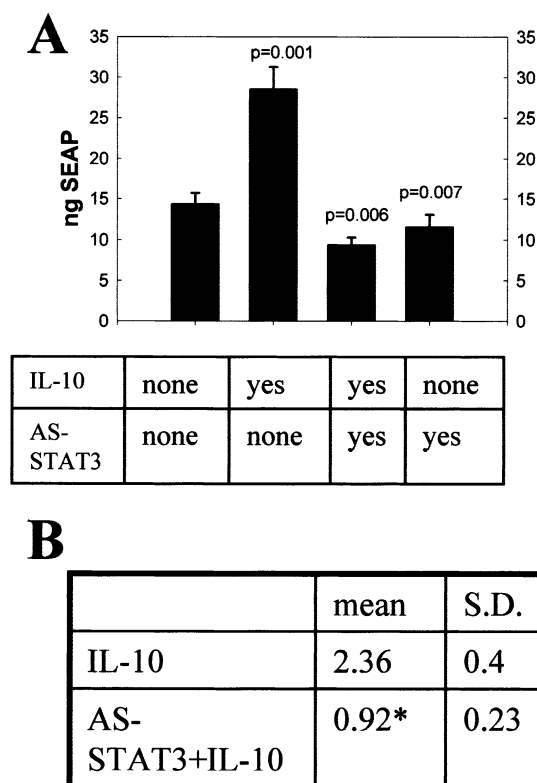 A
35
30
25
20
15
10
5
0
ng SEAP
p=0.001
p=0.006
p=0.007
35
30
25
20
15
10
5
0
IL-10 none yes yes none
AS-
STAT3 none none yes yes
B
mean S.D.
IL-10 2.36 0.4
AS-
STAT3+IL-10 0.92* 0.23